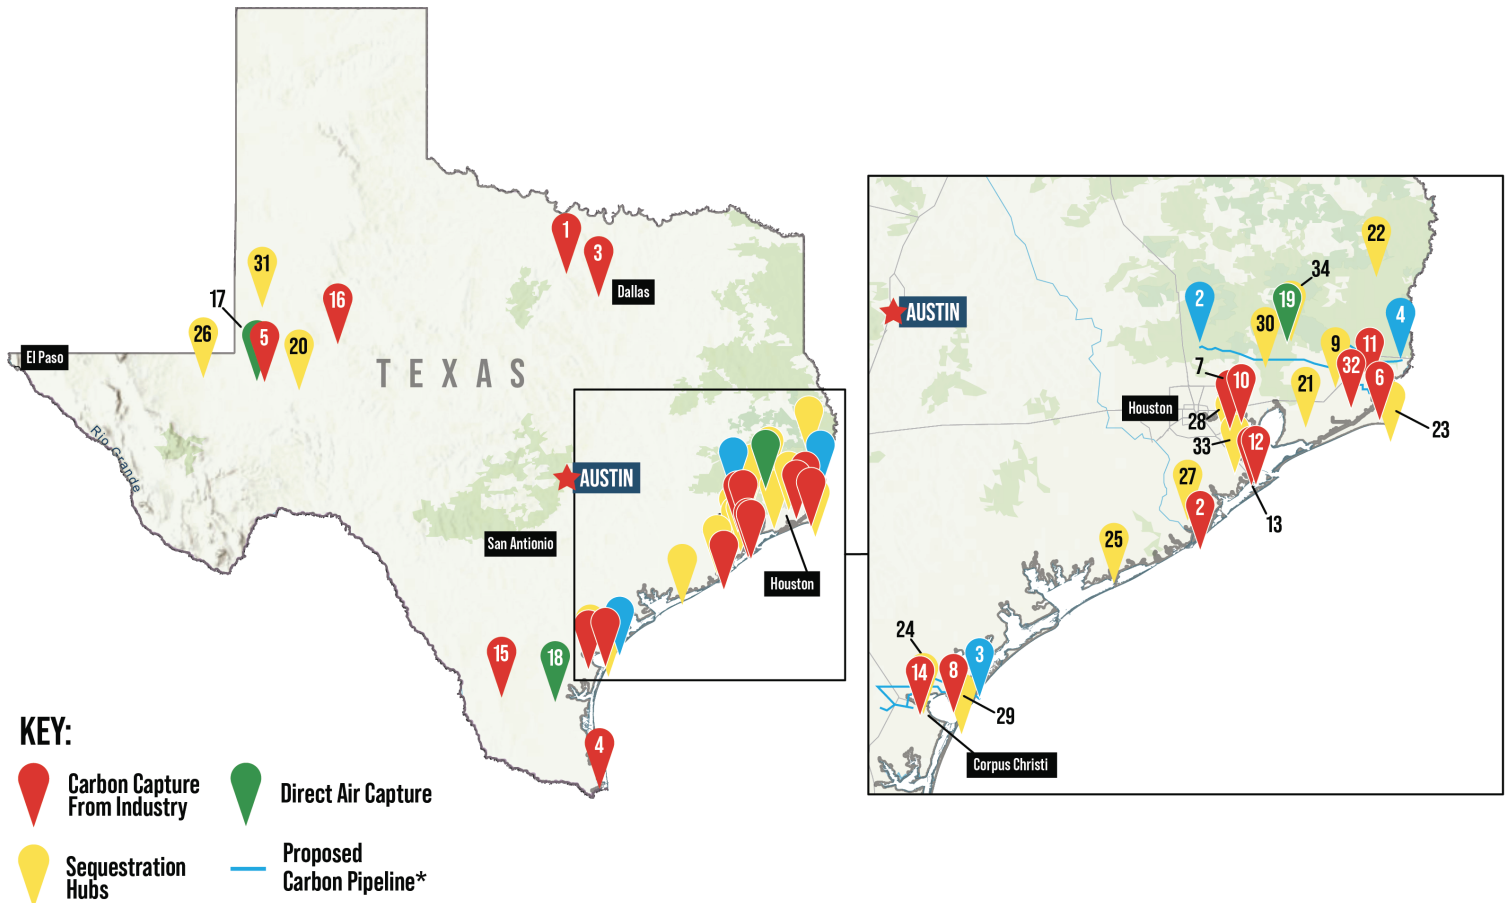 1
3
Dallas
31
17
16
26
5
20
El Paso
TEXAS
Rio Grande
AUSTIN
San Antionio
Houston
15
18
4
22
34
2
19
4
AUSTIN
30
9
11
7
10
32
6
21
Houston
28
23
33
12
27
2
13
25
24
3
14
8
29
Corpus Christi
KEY:
Carbon Capture
From Industry
Direct Air Capture
Sequestration
Hubs
Proposed
Carbon Pipeline*